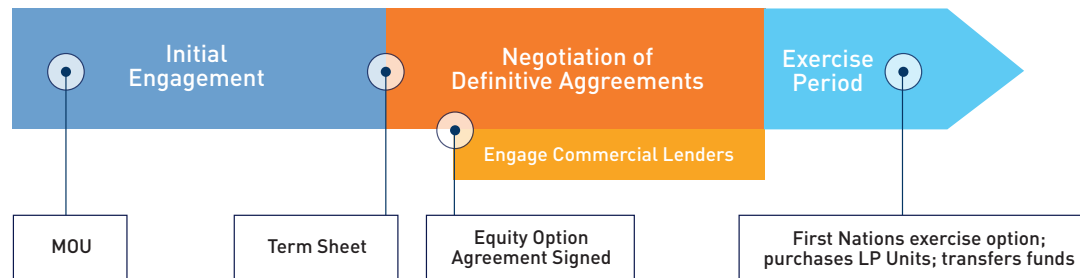 Initial
Engagement
Negotiation of
Definitive Aggreements
Exercise
Period
Engage Commercial Lenders
MOU
Term Sheet
Equity Option
Agreement Signed
First Nations exercise option;
purchases LP Units; transfers funds